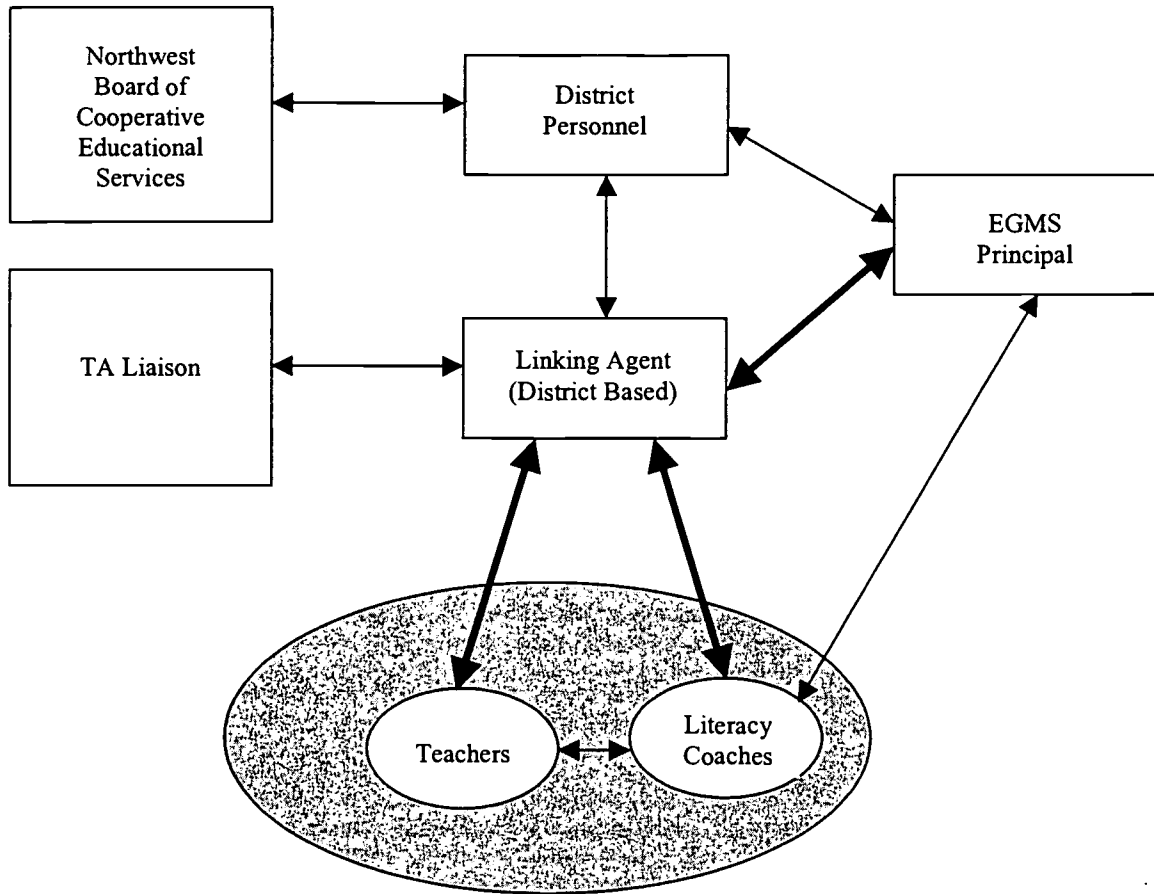 Northwest
Board of
Cooperative
Educational
Services
District
Personnel
EGMS
Principal
TA Liaison
Linking Agent
(District Based)
Teachers
Literacy
Coaches